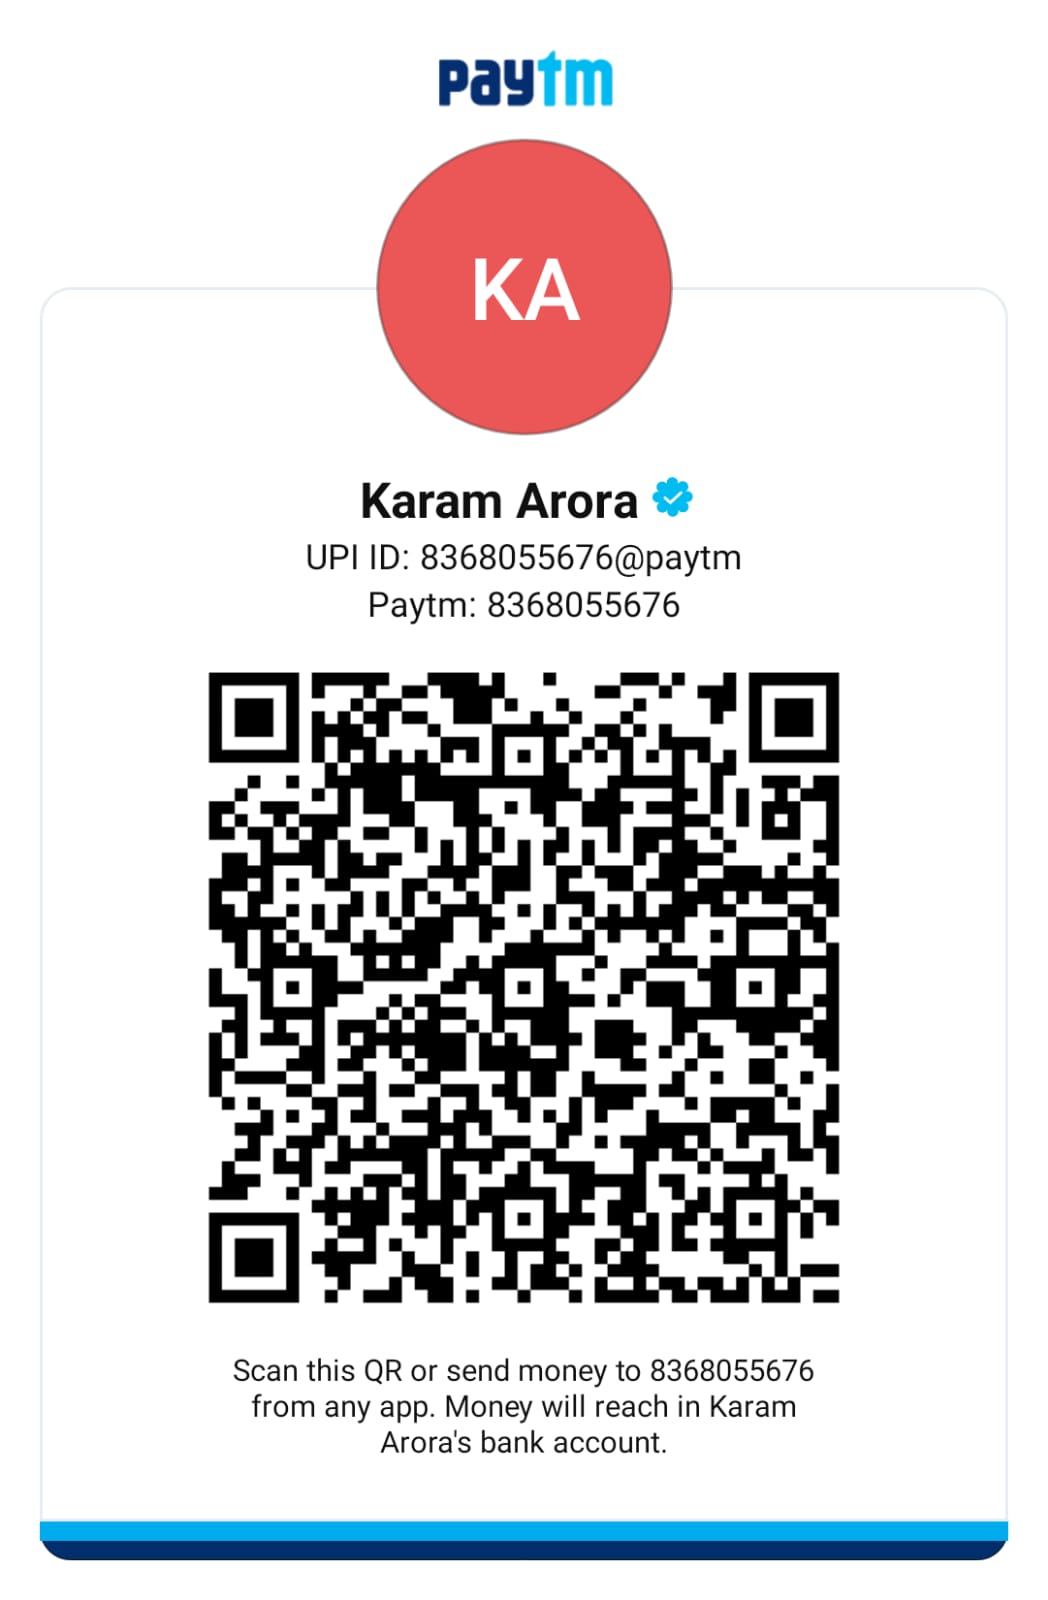 paytm
KA
Karam Arora
UPI ID: 8368055676@paytm
Paytm: 8368055676
Scan this QR or send money to 8368055676
from any app. Money will reach in Karam
Arora's bank account.